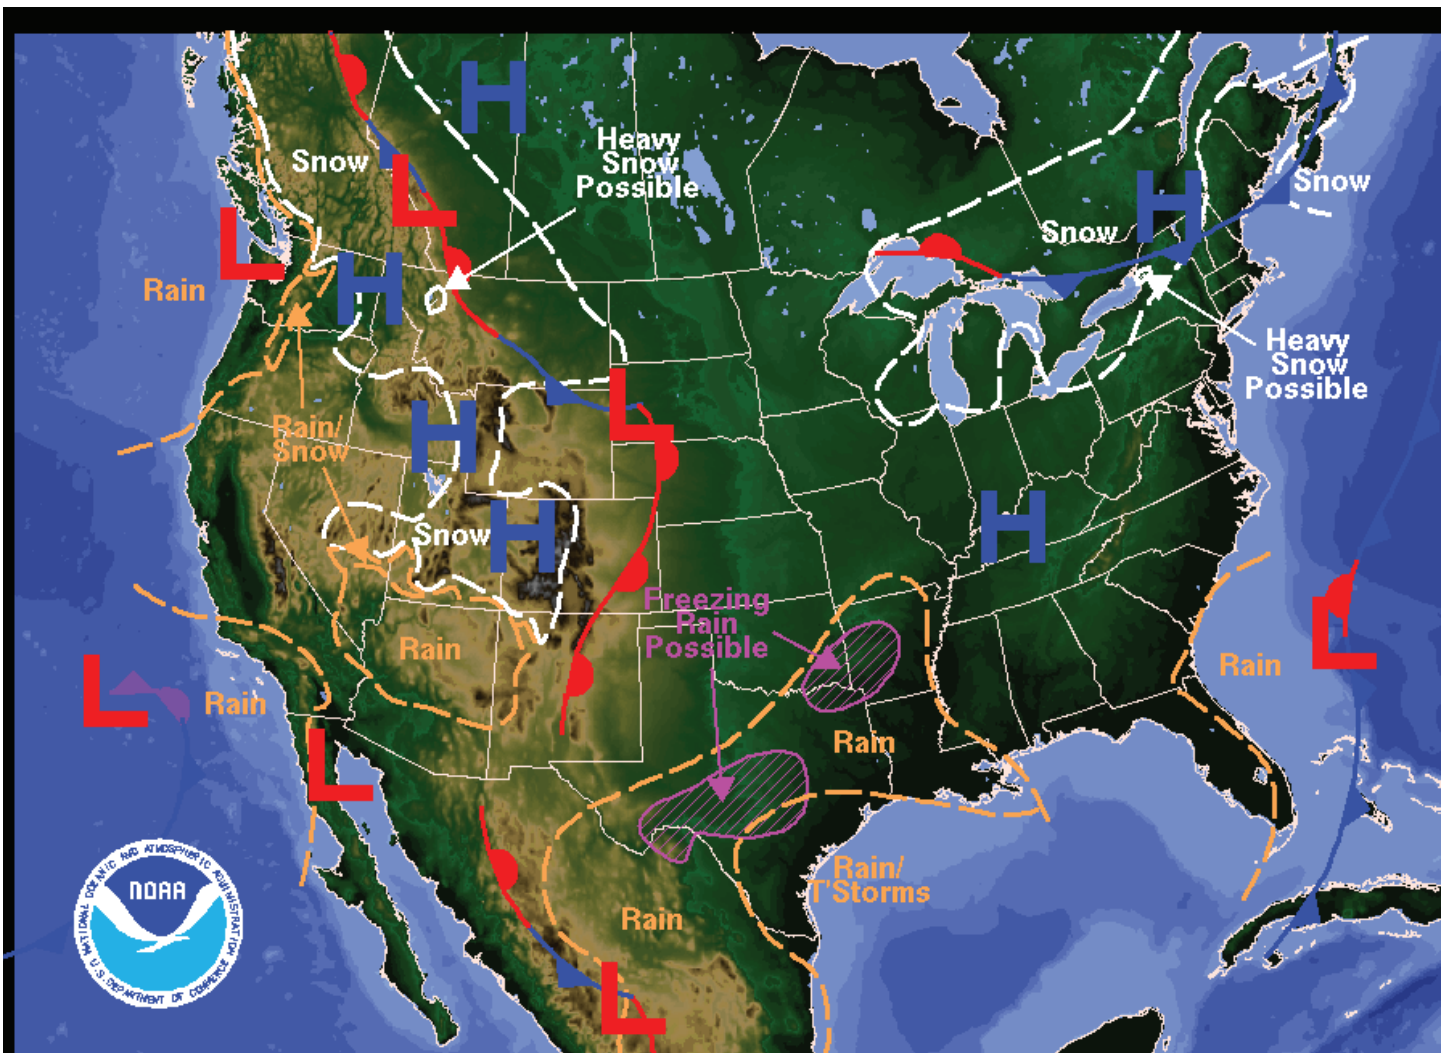 H
Heavy
Snow
Possible
Snow
L
H
Snow
L
Snow
Rain
H
L
Heavy
Snow
Possible
H
Rain/
Snow
Snow
H
H
Freezing
Rain
Possible
Rain
Rain
L
L
Rain
Rain
L
Rain/
T'Storms
Rain
L
NOAA
NATIONAL OCEANIC AND ATMOSPHERIC ADMINISTRATION
U.S. DEPARTMENT OF COMMERCE